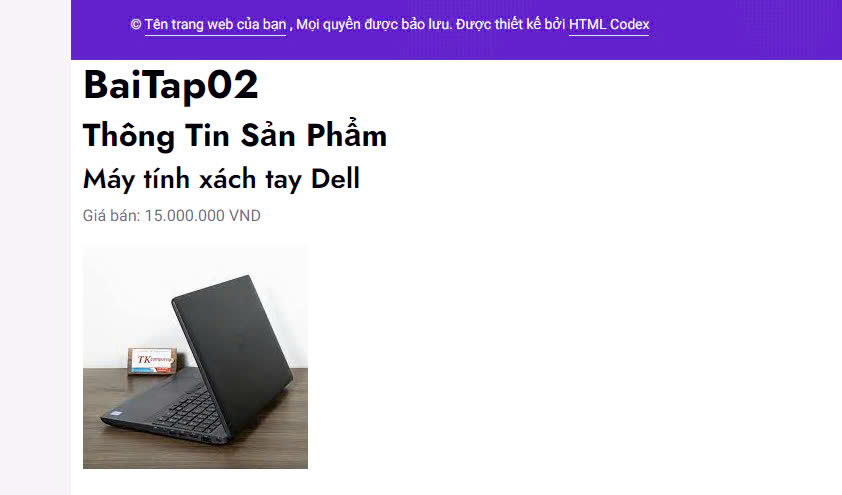 © Tên trang web của bạn , Mọi quyền được bảo lưu. Được thiết kế bởi HTML Codex
BaiTap02
Thông Tin Sản Phẩm
Máy tính xách tay Dell
Giá bán: 15.000.000 VND
TK